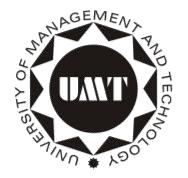 UNIVERSITY OF MANAGEMENT AND TECHNOLOGY
UMT